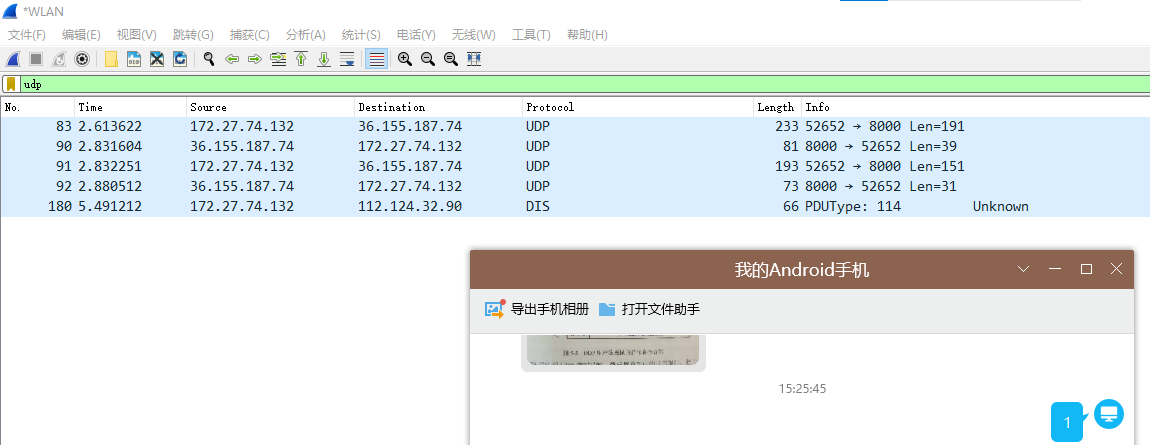 *WLAN
文件(F) 编辑(E) 视图(V) 跳转(G) 捕获(C) 分析(A) 统计(S) 电话(Y) 无线(W) 工具(T) 帮助(H)
udp
No. Time Source Destination Protocol Length Info
83 2.613622 172.27.74.132 36.155.187.74 UDP 233 52652 → 8000 Len=191
90 2.831604 36.155.187.74 172.27.74.132 UDP 81 8000 → 52652 Len=39
91 2.832251 172.27.74.132 36.155.187.74 UDP 193 52652 → 8000 Len=151
92 2.880512 36.155.187.74 172.27.74.132 UDP 73 8000 → 52652 Len=31
180 5.491212 172.27.74.132 112.124.32.90 DIS 66 PDUType: 114 Unknown
我的Android手机
导出手机相册 打开文件助手
15:25:45
1